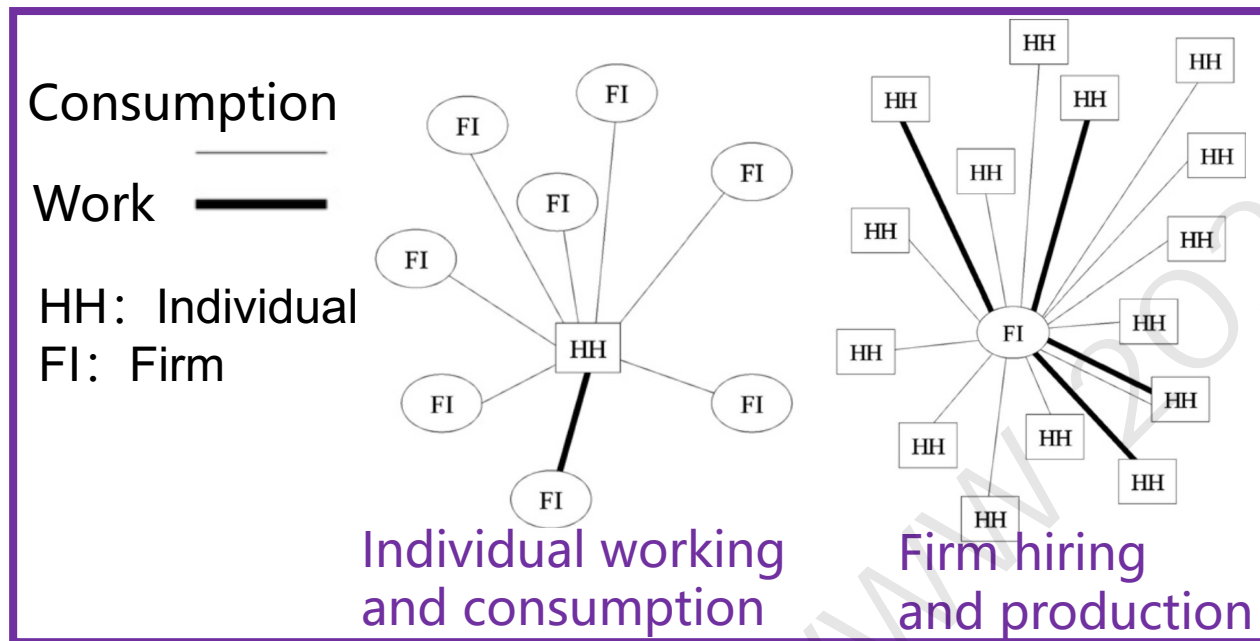 Consumption
Work
HH: Individual
FI: Firm
FI
FI
FI
FI
FI
HH
FI
FI
FI
Individual working
and consumption
HH
HH
HH
HH
HH
HH
HH
HH
HH
FI
HH
HH
HH
HH
HH
HH
Firm hiring
and production